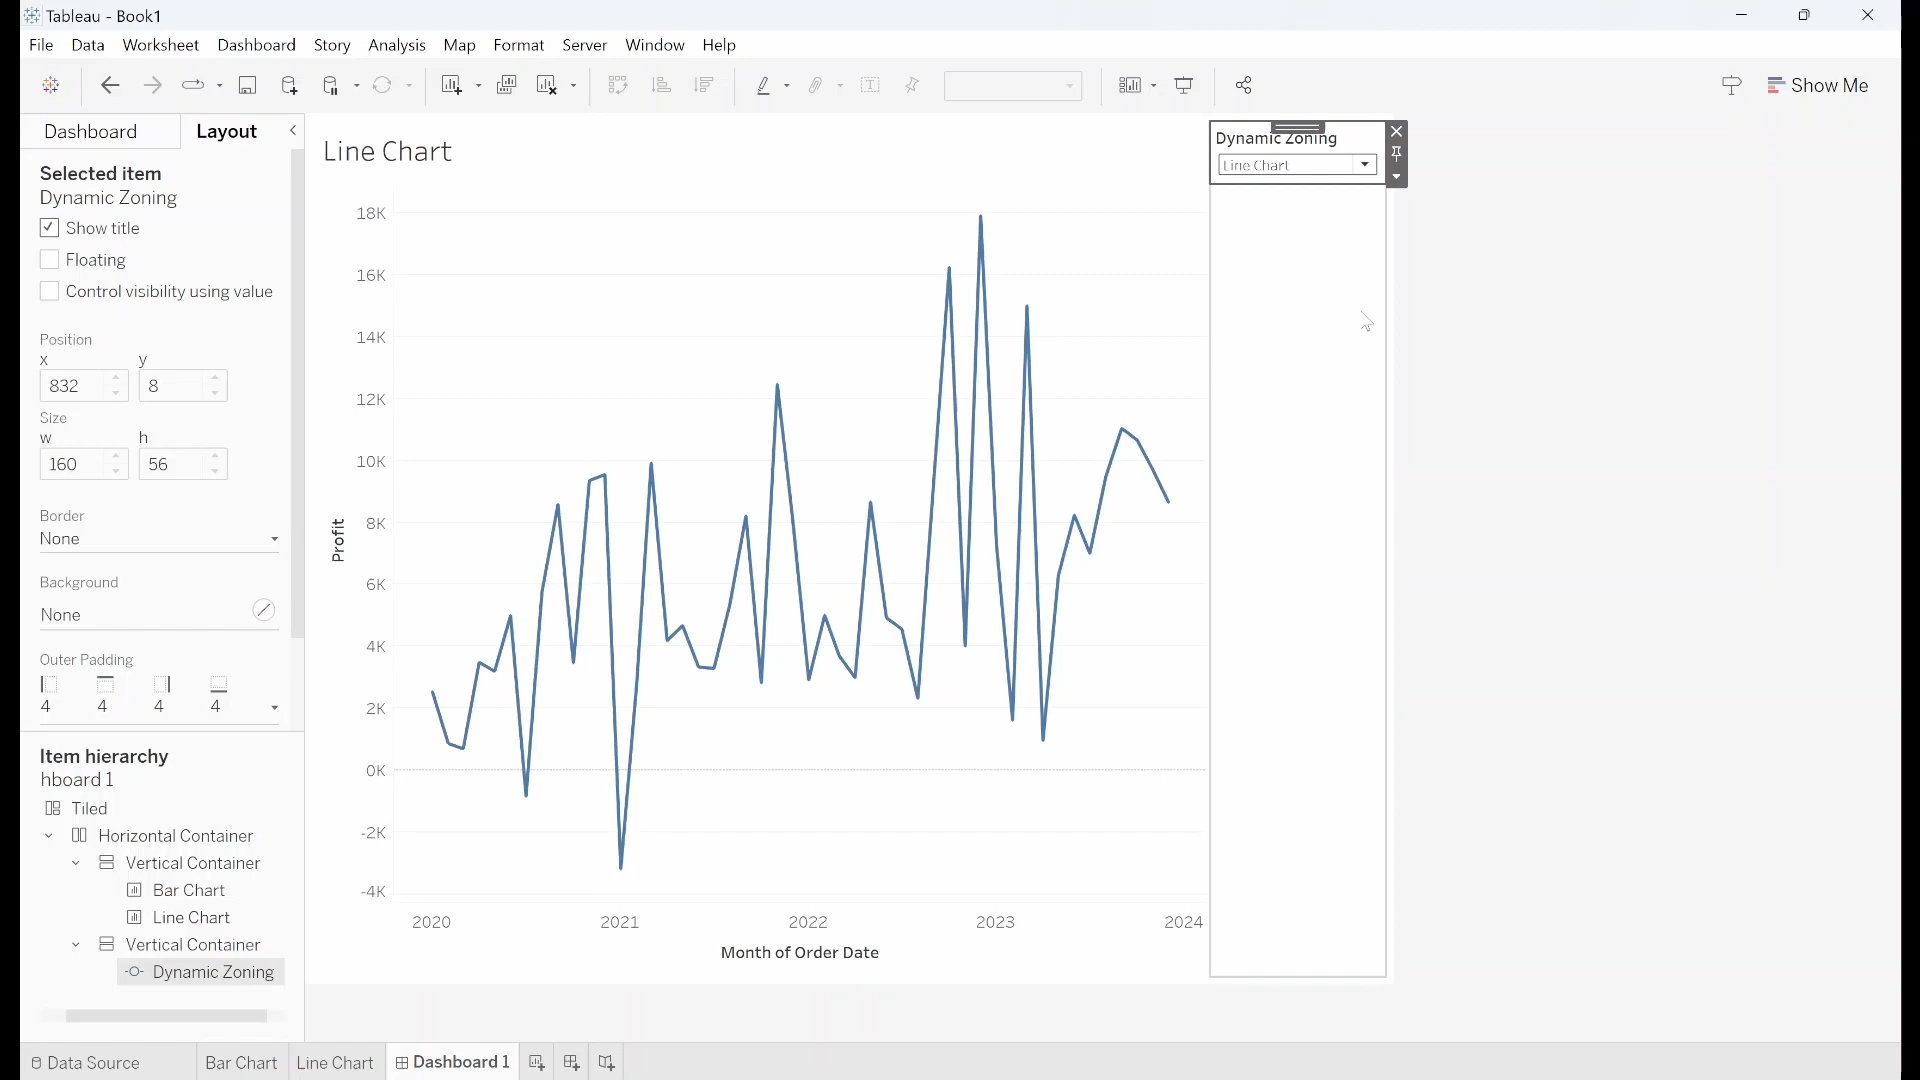 Tableau - Book1
File Data Worksheet Dashboard Story Analysis Map Format Server Window Help
Show Me
Dashboard Layout
Selected item
Dynamic Zoning
Show title
Floating
Control visibility using value
Position
x y
832 8
Size
w h
160 56
Border
None
Background
None
Outer Padding
4 4 4 4
Item hierarchy
hboard 1
Tiled
Horizontal Container
Vertical Container
Bar Chart
Line Chart
Vertical Container
Dynamic Zoning
Line Chart
18K
16K
14K
12K
10K
8K
6K
4K
2K
0K
-2K
-4K
Profit
2020 2021 2022 2023 2024
Month of Order Date
Dynamic Zoning
Line Chart
Data Source Bar Chart Line Chart Dashboard 1